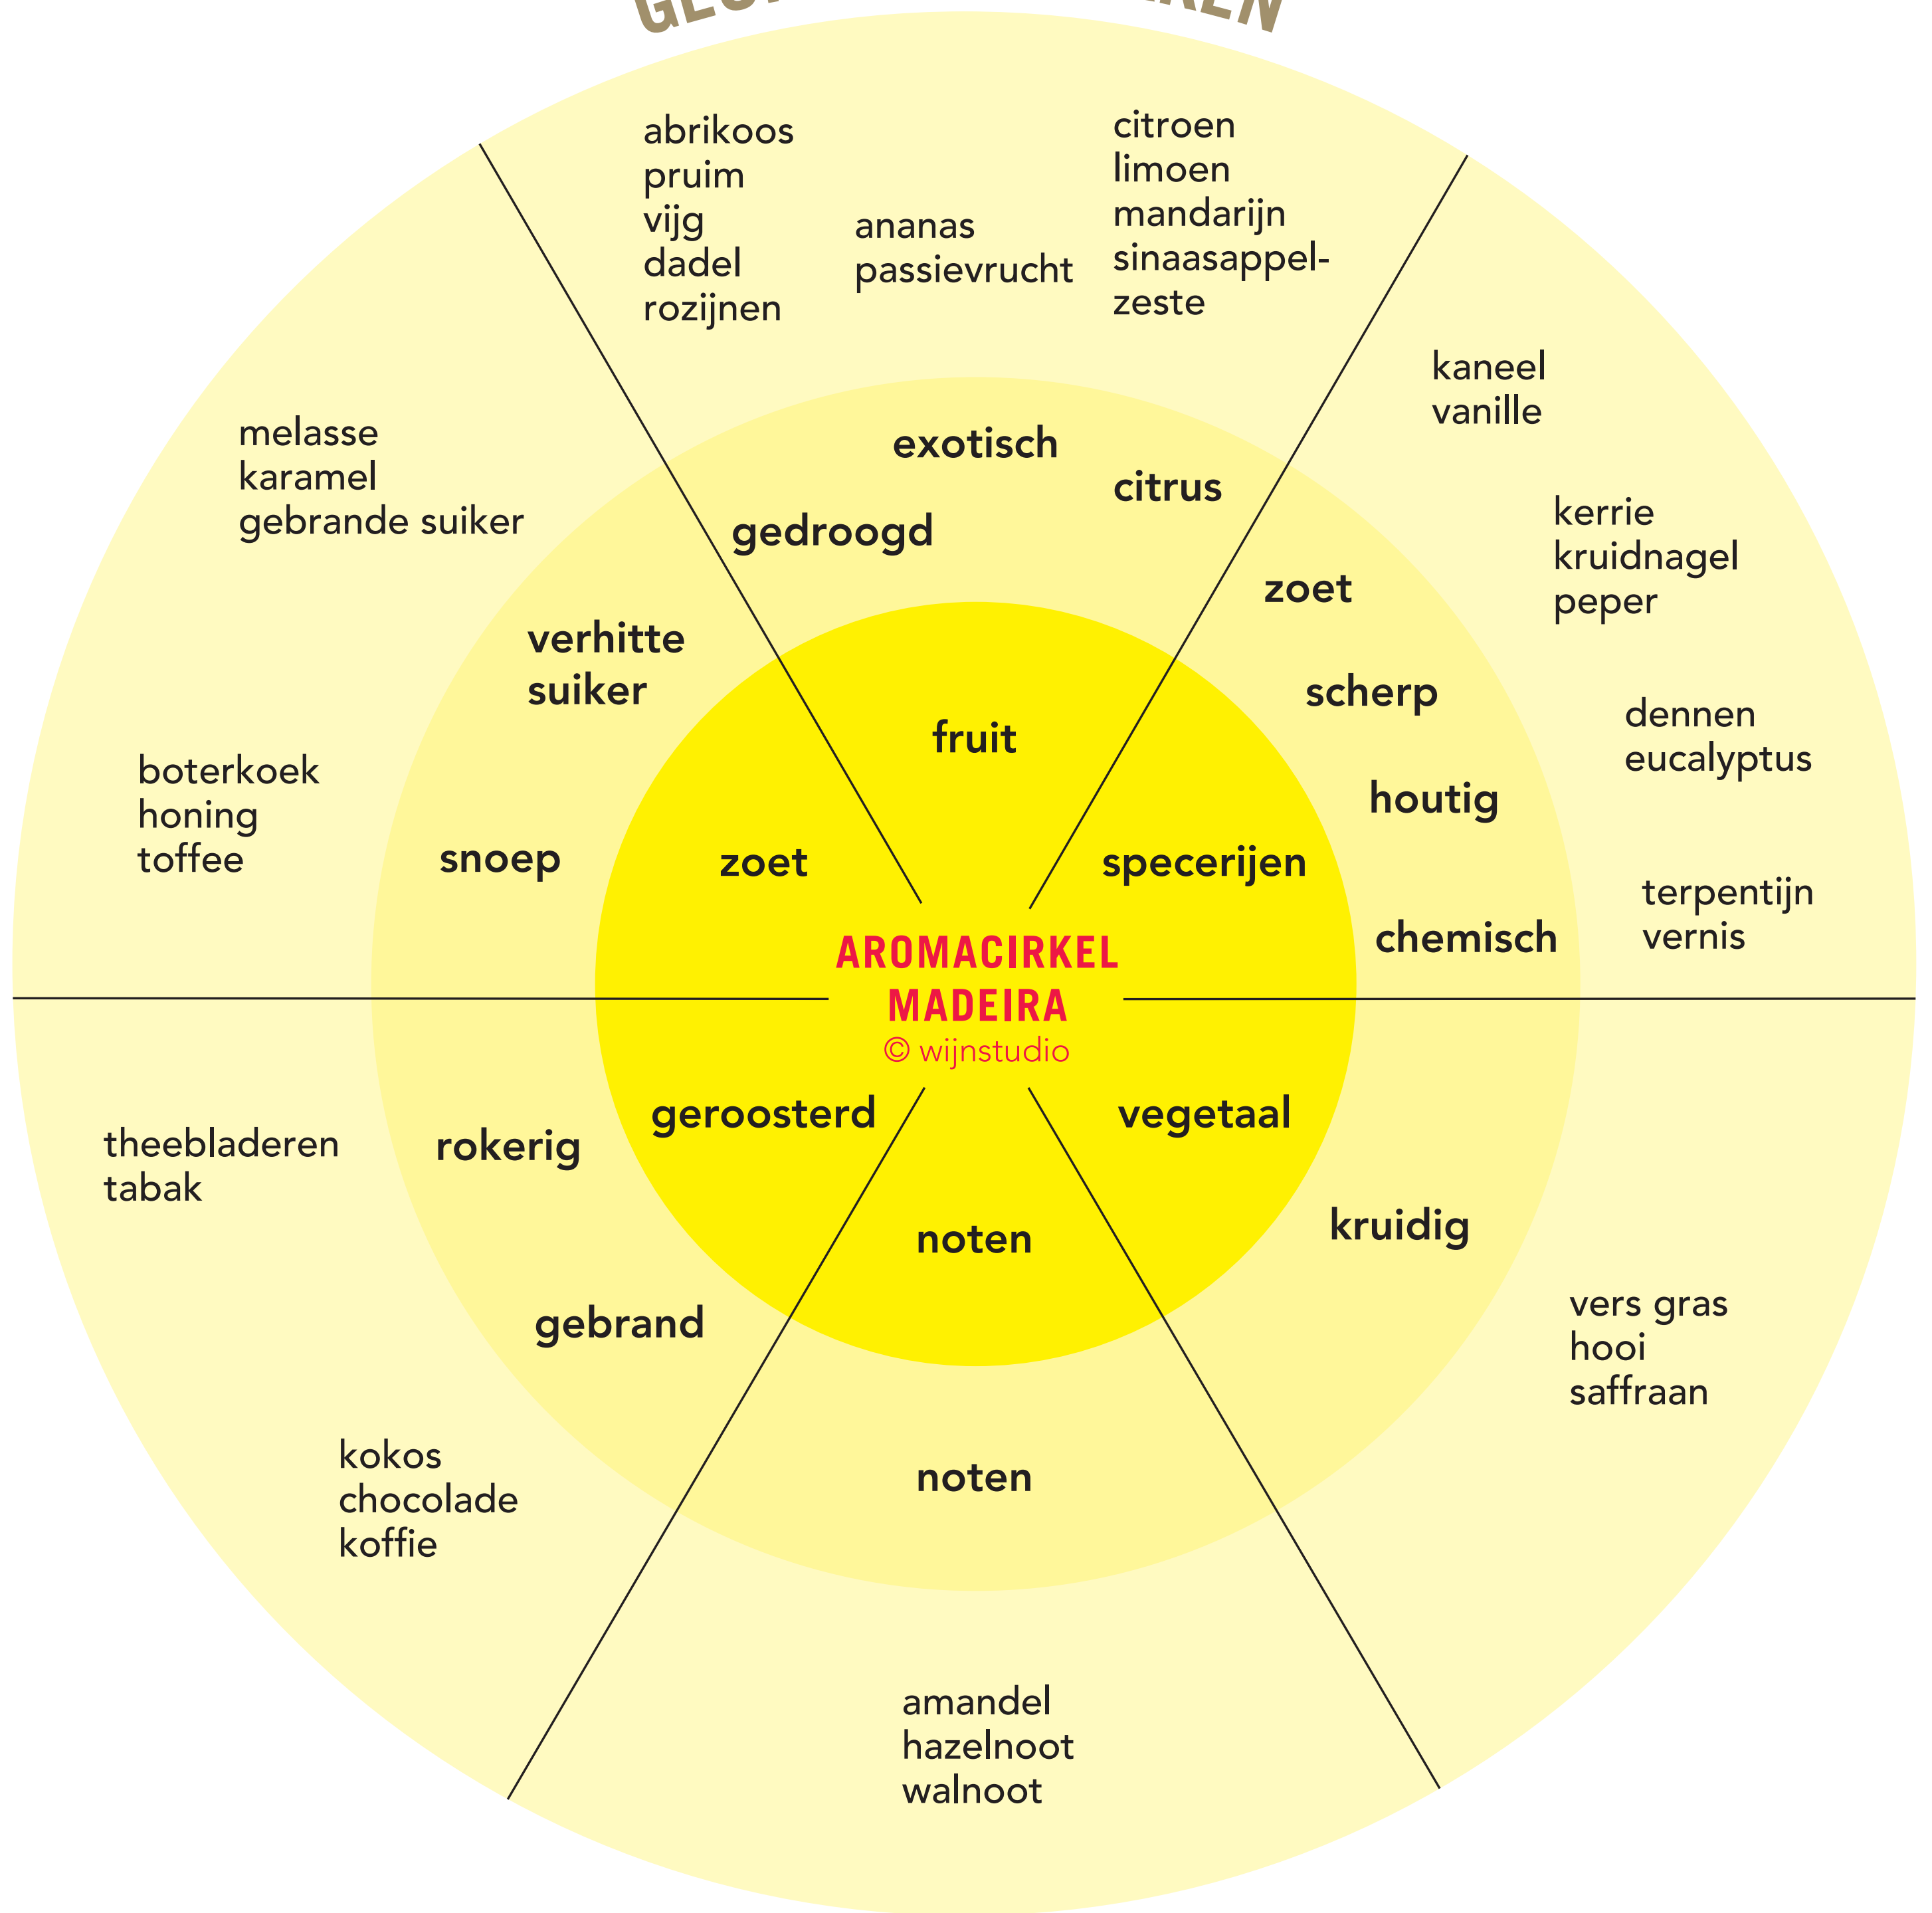 abrikoos
pruim
vijg
dadel
rozijnen
ananas
passievrucht
citroen
limoen
mandarijn
sinaasappel-
zeste
kaneel
vanille
kerrie
kruidnagel
peper
dennen
eucalyptus
terpentijn
vernis
melasse
karamel
gebrande suiker
boterkoek
honing
toffee
exotisch
citrus
gedroogd
zoet
scherp
houtig
chemisch
verhitte
suiker
snoep
fruit
zoet
specerijen
AROMACIRKEL
MADEIRA
© wijnstudio
geroosterd
vegetaal
noten
rokerig
gebrand
kruidig
noten
theebladeren
tabak
kokos
chocolade
koffie
vers gras
hooi
saffraan
amandel
hazelnoot
walnoot